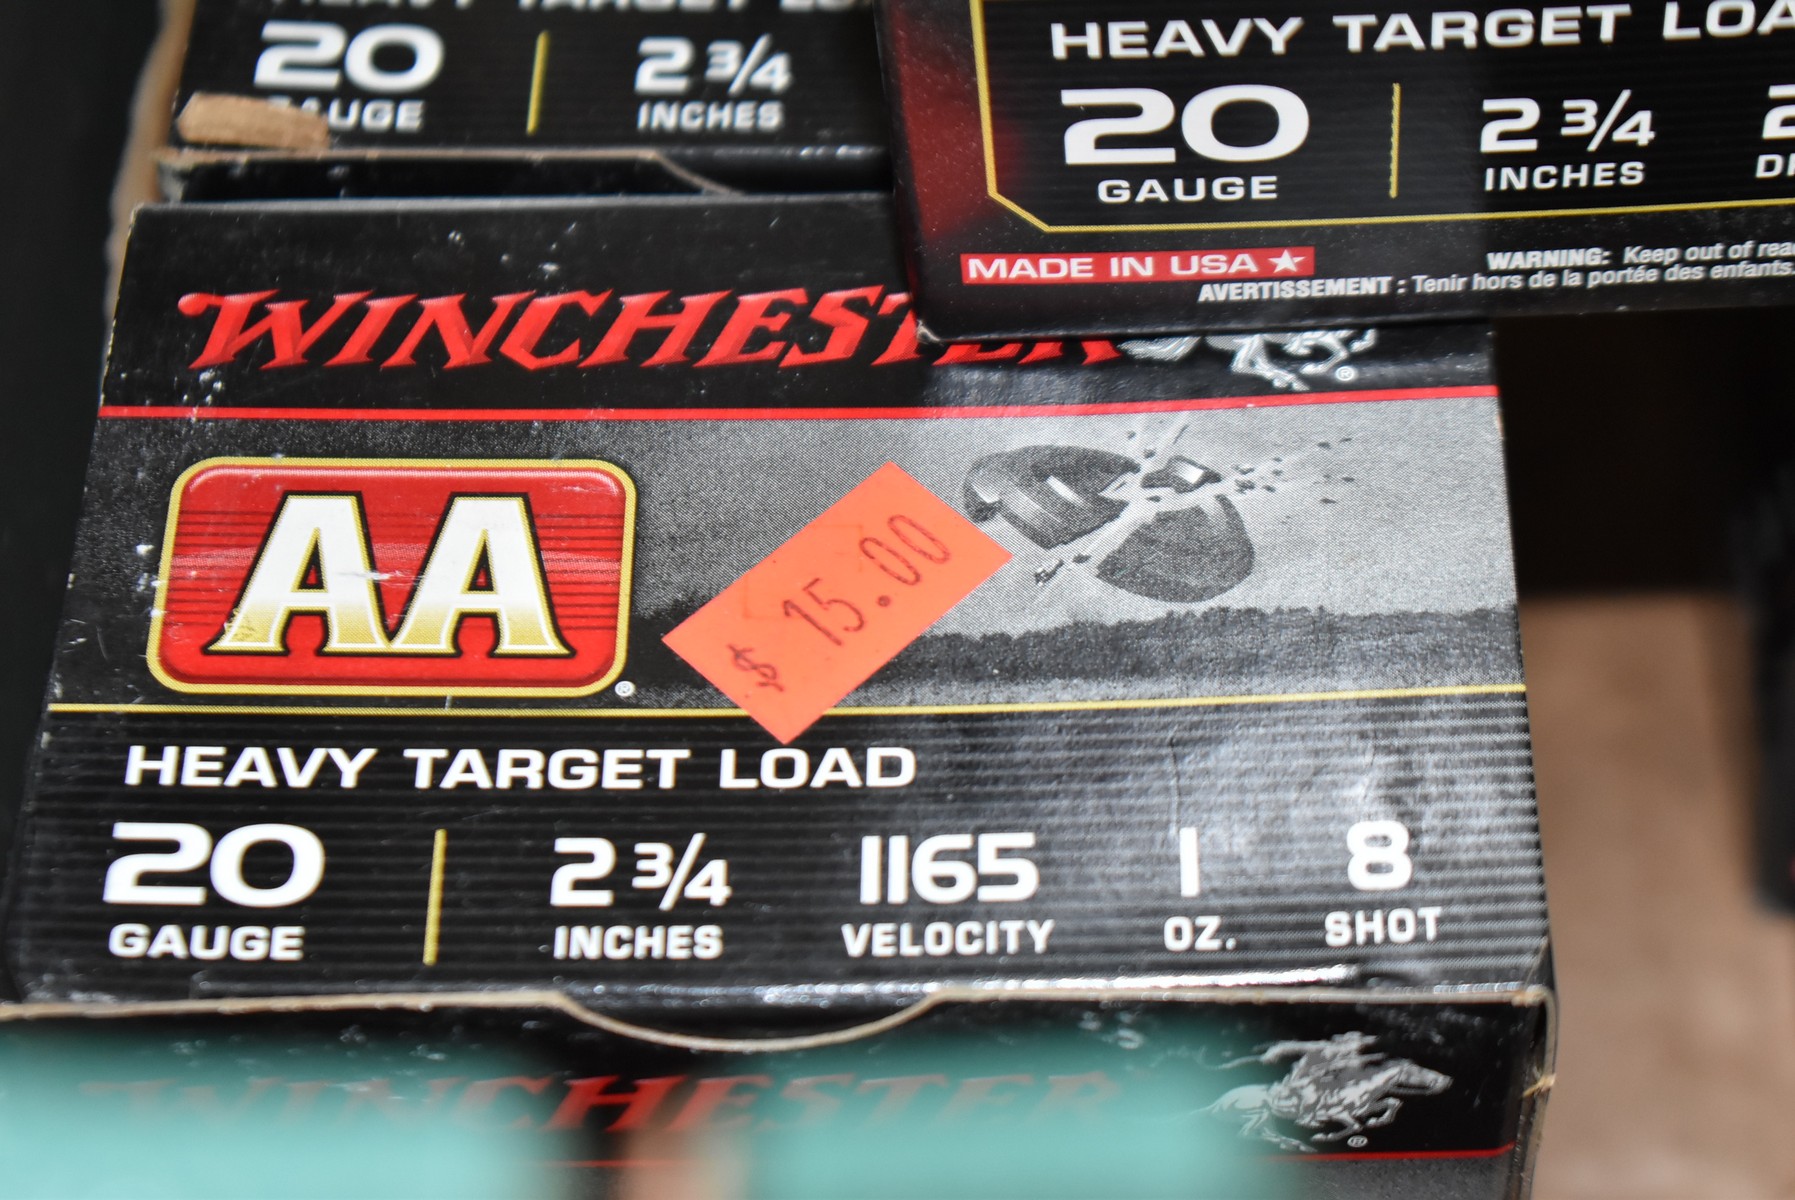 20
GAUGE
2 3/4
INCHES
HEAVY TARGET
20
GAUGE
2 3/4
INCHES
MADE IN USA
WARNING: Keep out of
AVERTISSEMENT : Tenir hors de la portée des enfants.
WINCHESTER
®
AA
®
$ 15.00
HEAVY TARGET LOAD
20
GAUGE
2 3/4
INCHES
1165
VELOCITY
1
OZ.
8
SHOT
WINCHESTER
®